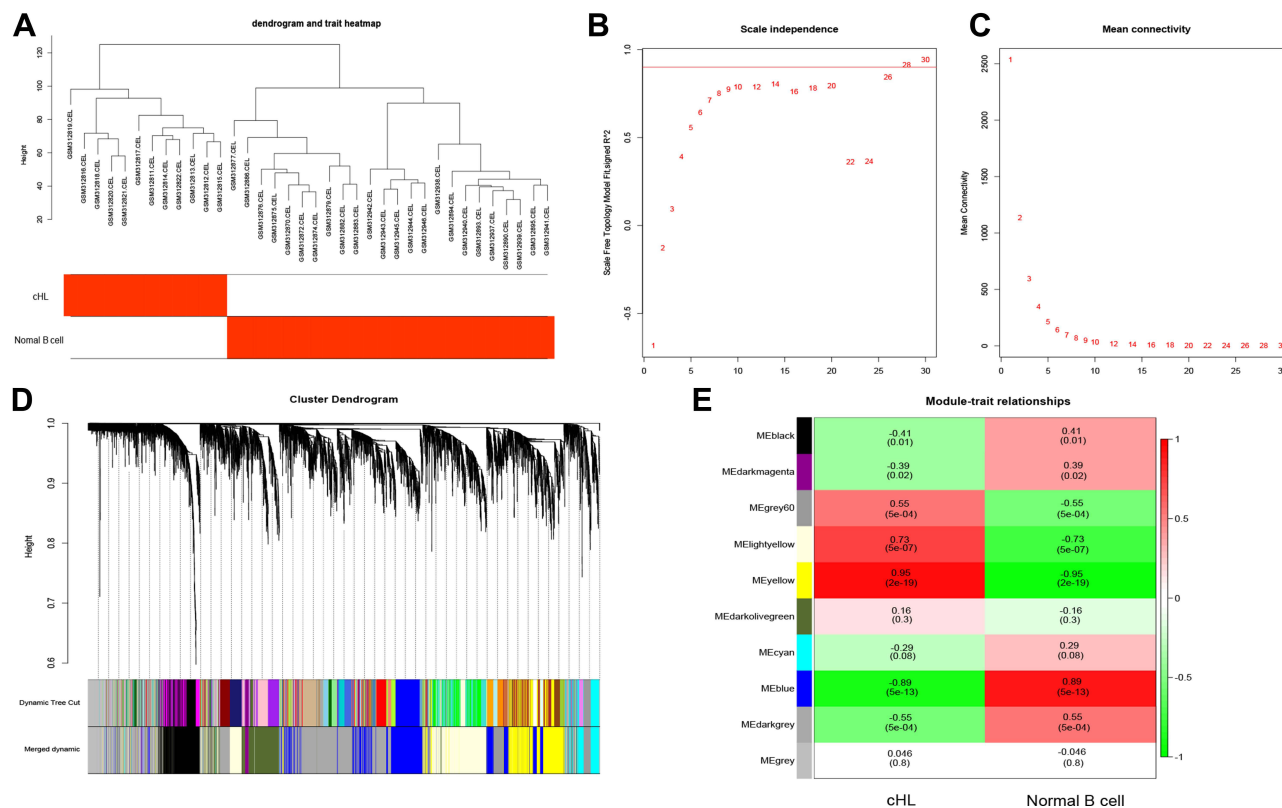 A
dendrogram and trait heatmap
Height
120
100
80
60
40
20
GSM312819.CEL
GSM312816.CEL
GSM312818.CEL
GSM312820.CEL
GSM312821.CEL
GSM312817.CEL
GSM312811.CEL
GSM312814.CEL
GSM312822.CEL
GSM312813.CEL
GSM312812.CEL
GSM312815.CEL
GSM312877.CEL
GSM312886.CEL
GSM312876.CEL
GSM312875.CEL
GSM312870.CEL
GSM312872.CEL
GSM312874.CEL
GSM312879.CEL
GSM312882.CEL
GSM312883.CEL
GSM312942.CEL
GSM312943.CEL
GSM312945.CEL
GSM312944.CEL
GSM312946.CEL
GSM312938.CEL
GSM312894.CEL
GSM312940.CEL
GSM312893.CEL
GSM312937.CEL
GSM312890.CEL
GSM312939.CEL
GSM312895.CEL
GSM312941.CEL
cHL
Nomal B cell
B
Scale independence
Scale Free Topology Model Fit,signed R^2
1.0
0.5
0.0
-0.5
1
2
3
4
5
6
7
8
9
10
12
14
16
18
20
22
24
26
28
30
0 5 10 15 20 25 30
C
Mean connectivity
Mean Connectivity
2500
2000
1500
1000
500
0
1
2
3
4
5
6
7
8
9
10
12
14
16
18
20
22
24
26
28
3
0 5 10 15 20 25 30
D
Cluster Dendrogram
Height
1.0
0.9
0.8
0.7
0.6
Dynamic Tree Cut
Merged dynamic
E
Module-trait relationships
MEblack -0.41 0.41
(0.01) (0.01)
MEdarkmagenta -0.39 0.39
(0.02) (0.02)
MEgrey60 0.55 -0.55
(5e-04) (5e-04)
MElightyellow 0.73 -0.73
(5e-07) (5e-07)
MEyellow 0.95 -0.95
(2e-19) (2e-19)
MEdarkolivegreen 0.16 -0.16
(0.3) (0.3)
MEcyan -0.29 0.29
(0.08) (0.08)
MEblue -0.89 0.89
(5e-13) (5e-13)
MEdarkgrey -0.55 0.55
(5e-04) (5e-04)
MEgrey 0.046 -0.046
(0.8) (0.8)
1
0.5
0
-0.5
-1
cHL Normal B cell